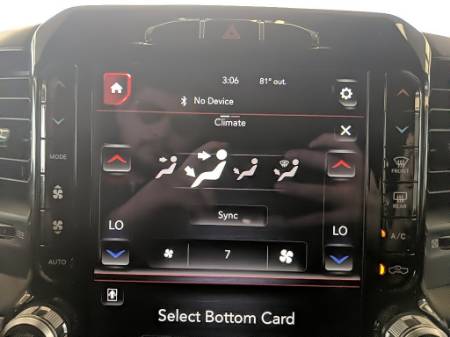 3:06 81° out.
No Device
Climate
MODE
FRONT
REAR
Sync
LO LO
A/C
7
AUTO
Select Bottom Card